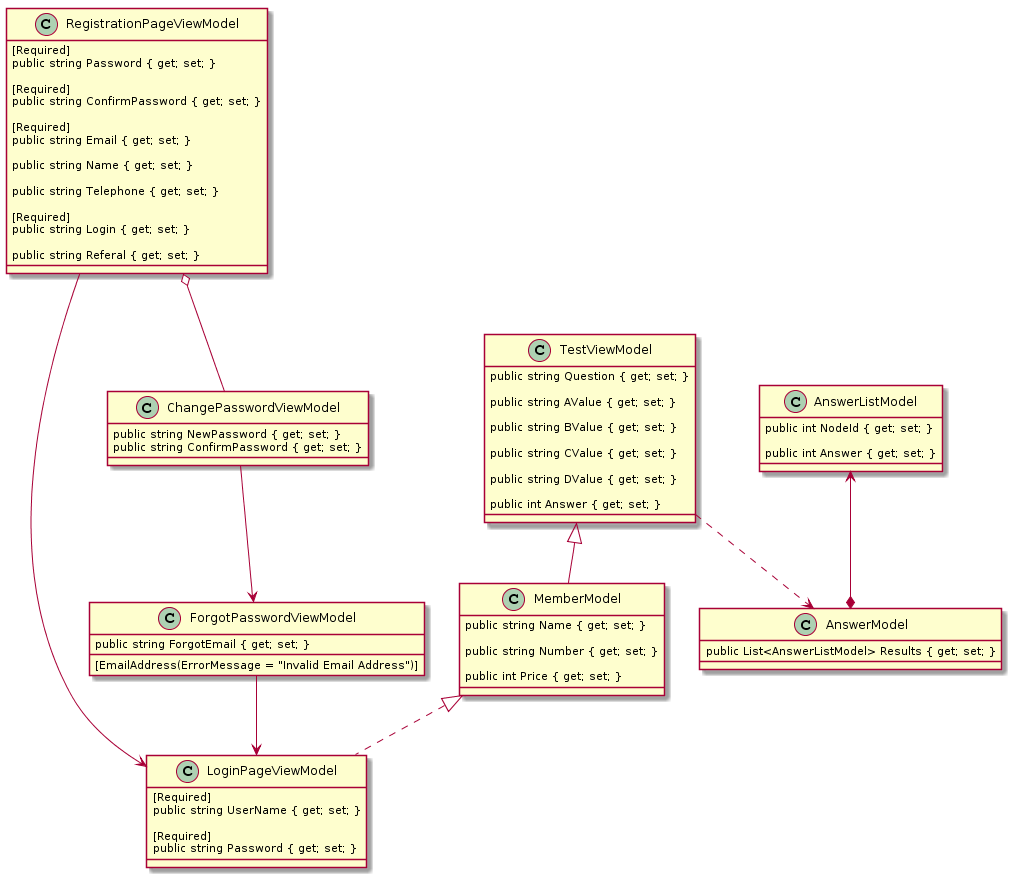 C RegistrationPageViewModel
[Required]
public string Password { get; set; }
[Required]
public string ConfirmPassword { get; set; }
[Required]
public string Email { get; set; }
public string Name { get; set; }
public string Telephone { get; set; }
[Required]
public string Login { get; set; }
public string Referal { get; set; }
C TestViewModel
public string Question { get; set; }
public string AValue { get; set; }
public string BValue { get; set; }
public string CValue { get; set; }
public string DValue { get; set; }
public int Answer { get; set; }
C AnswerListModel
public int NodeId { get; set; }
public int Answer { get; set; }
C ChangePasswordViewModel
public string NewPassword { get; set; }
public string ConfirmPassword { get; set; }
C ForgotPasswordViewModel
public string ForgotEmail { get; set; }
[EmailAddress(ErrorMessage = "Invalid Email Address")]
C MemberModel
public string Name { get; set; }
public string Number { get; set; }
public int Price { get; set; }
C AnswerModel
public List<AnswerListModel> Results { get; set; }
C LoginPageViewModel
[Required]
public string UserName { get; set; }
[Required]
public string Password { get; set; }